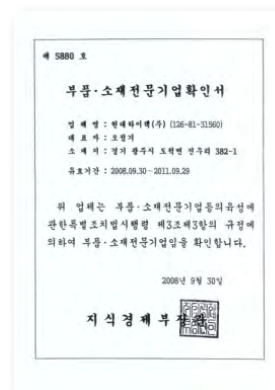 제 5880 호
부품·소재전문기업확인서
업 체 명 : 현대하이텍(주) (126-81-31560)
대 표 자 : 오정기
소 재 지 : 경기 광주시 도척면 진우리 382-1
유효기간 : 2008.09.30 ~ 2011.09.29
위 업체는 부품·소재전문기업등의육성에
관한특별조치법시행령 제3조제3항의 규정에
의하여 부품·소재전문기업임을 확인합니다.
2008년 9월 30일
지식경제부장관